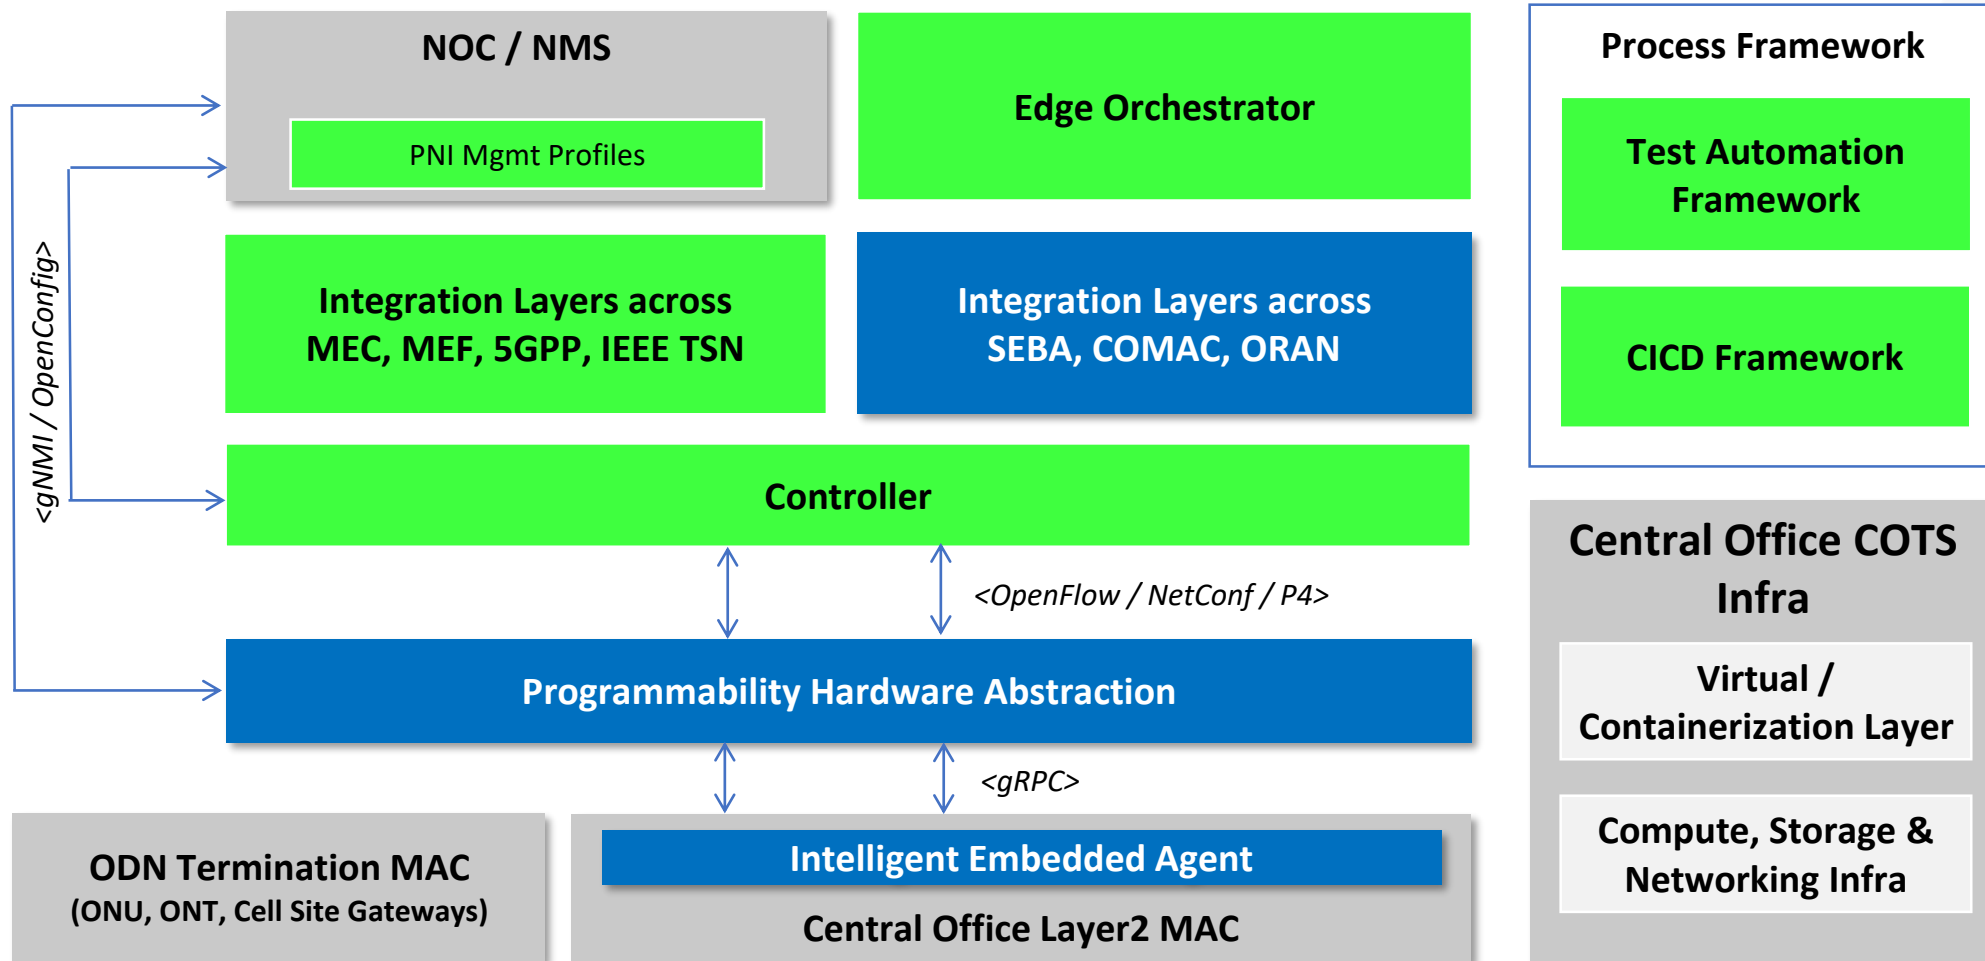 NOC / NMS
PNI Mgmt Profiles
Edge Orchestrator
Process Framework
Test Automation
Framework
CICD Framework
<gNMI / OpenConfig>
Integration Layers across
MEC, MEF, 5GPP, IEEE TSN
Integration Layers across
SEBA, COMAC, ORAN
Controller
<OpenFlow / NetConf / P4>
Programmability Hardware Abstraction
<gRPC>
ODN Termination MAC
(ONU, ONT, Cell Site Gateways)
Intelligent Embedded Agent
Central Office Layer2 MAC
Central Office COTS
Infra
Virtual /
Containerization Layer
Compute, Storage &
Networking Infra